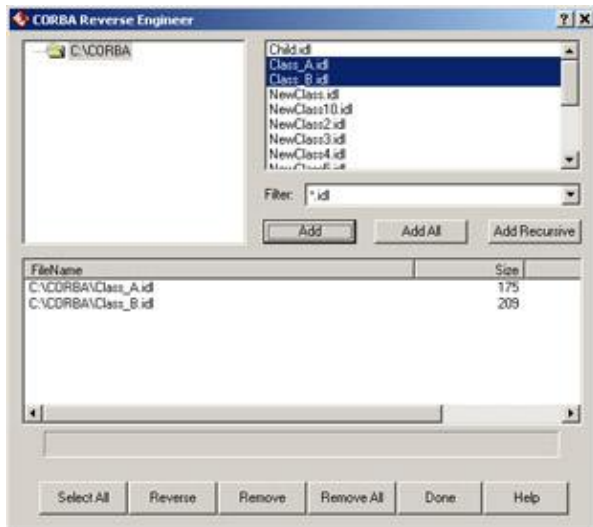 CORBA Reverse Engineer
C:\CORBA
Child.idl
Class_A.idl
Class_B.idl
NewClass.idl
NewClass10.idl
NewClass2.idl
NewClass3.idl
NewClass4.idl
NewClass5.idl
Filter: *.idl
Add Add All Add Recursive
FileName Size
C:\CORBA\Class_A.idl 175
C:\CORBA\Class_B.idl 209
Select All Reverse Remove Remove All Done Help